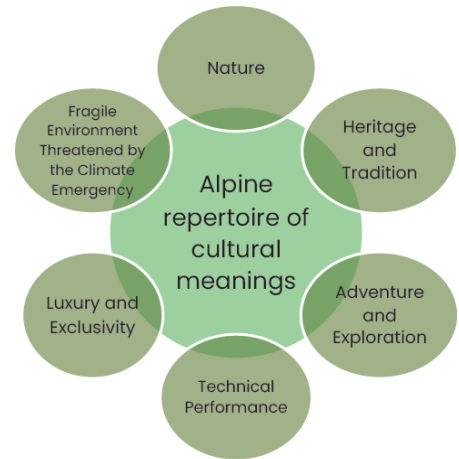 Nature
Heritage
and
Tradition
Adventure
and
Exploration
Technical
Performance
Luxury and
Exclusivity
Fragile
Environment
Threatened by
the Climate
Emergency
Alpine
repertoire of
cultural
meanings